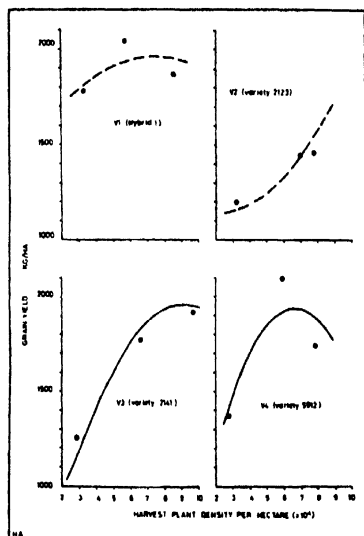 2000
1500
1000
V1 (Hybrid 1)
V2 (variety 2123)
GRAIN YIELD KG/HA
2000
1500
1000
V3 (variety 2141)
V4 (variety 5912)
2 3 4 5 6 7 8 9 10
2 3 4 5 6 7 8 9 10
HARVEST PLANT DENSITY PER HECTARE
HA